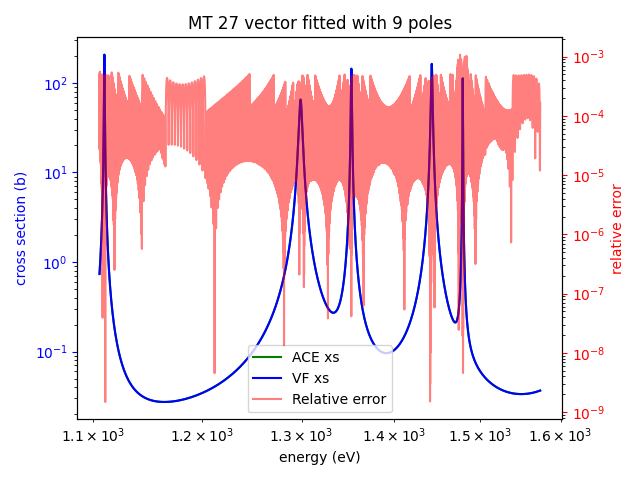 MT 27 vector fitted with 9 poles
10²
10¹
10⁰
10⁻¹
cross section (b)
10⁻³
10⁻⁴
10⁻⁵
10⁻⁶
10⁻⁷
10⁻⁸
10⁻⁹
relative error
ACE xs
VF xs
Relative error
1.1 × 10³ 1.2 × 10³ 1.3 × 10³ 1.4 × 10³ 1.5 × 10³ 1.6 × 10³
energy (eV)